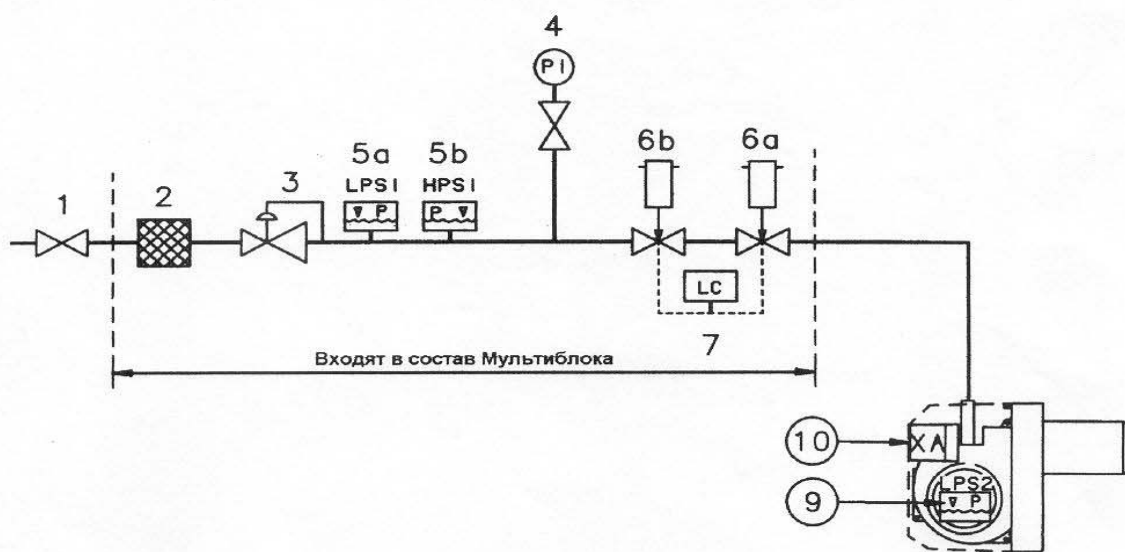 4
PI
6b 6a
5a 5b
LPS1 HPS1
3
1 2
P P
LC
7
Входят в состав Мультиблока
10 XA
LPS2
9 P